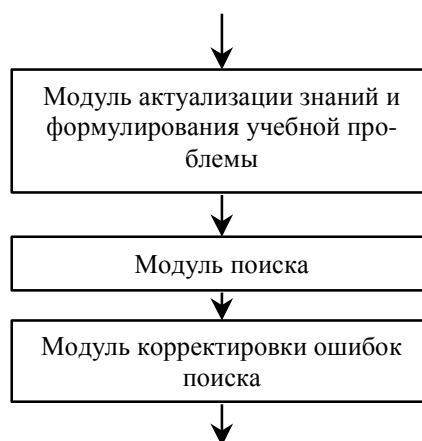 Модуль актуализации знаний и
формулирования учебной про-
блемы
Модуль поиска
Модуль корректировки ошибок
поиска